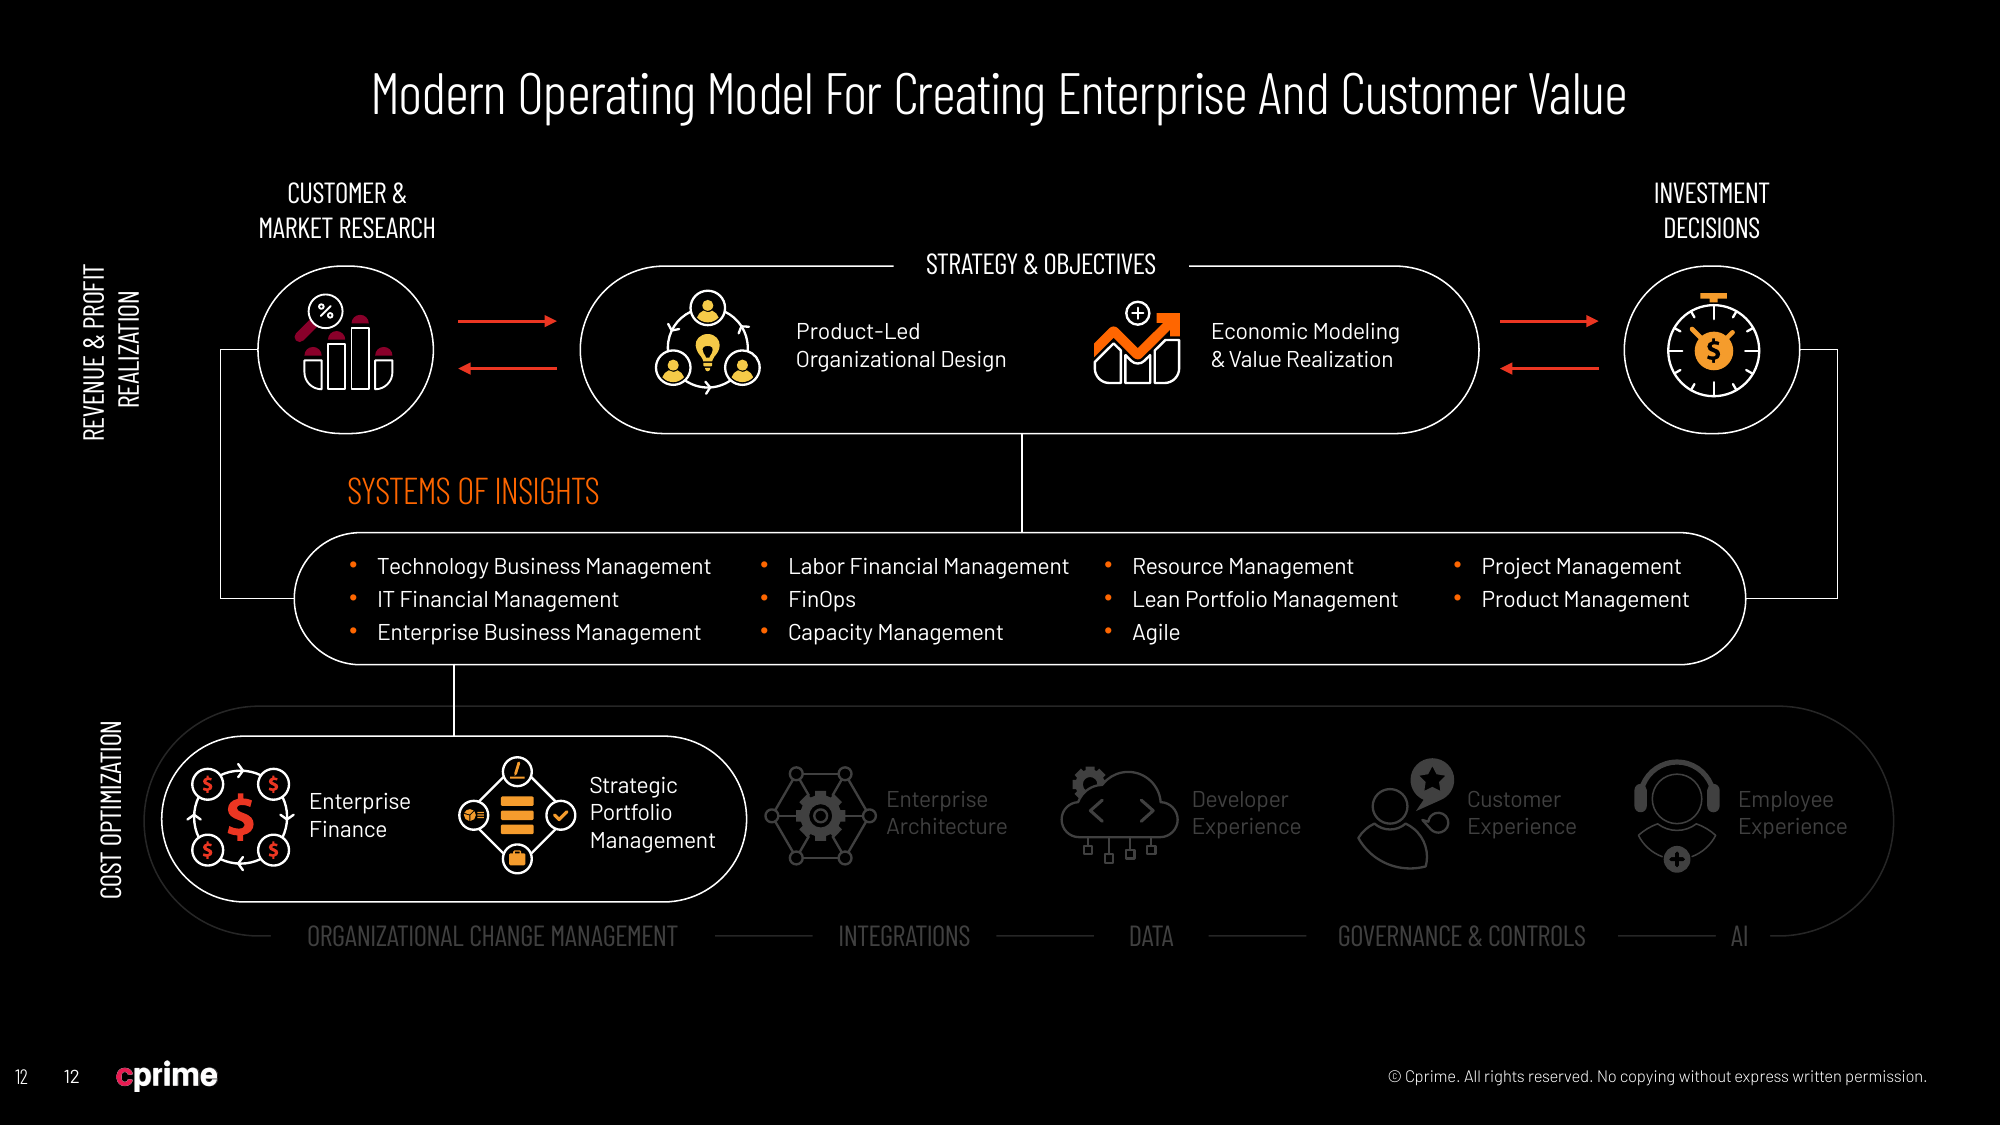 Modern Operating Model For Creating Enterprise And Customer Value
CUSTOMER &
MARKET RESEARCH
INVESTMENT
DECISIONS
STRATEGY & OBJECTIVES
REVENUE & PROFIT
REALIZATION
%
Product-Led
Organizational Design
Economic Modeling
& Value Realization
$
SYSTEMS OF INSIGHTS
• Technology Business Management
• IT Financial Management
• Enterprise Business Management
• Labor Financial Management
• FinOps
• Capacity Management
• Resource Management
• Lean Portfolio Management
• Agile
• Project Management
• Product Management
COST OPTIMIZATION
$ $
$
$ $
Enterprise
Finance
Strategic
Portfolio
Management
Enterprise
Architecture
Developer
Experience
Customer
Experience
Employee
Experience
ORGANIZATIONAL CHANGE MANAGEMENT
INTEGRATIONS
DATA
GOVERNANCE & CONTROLS
AI
12
12
cprime
© Cprime. All rights reserved. No copying without express written permission.